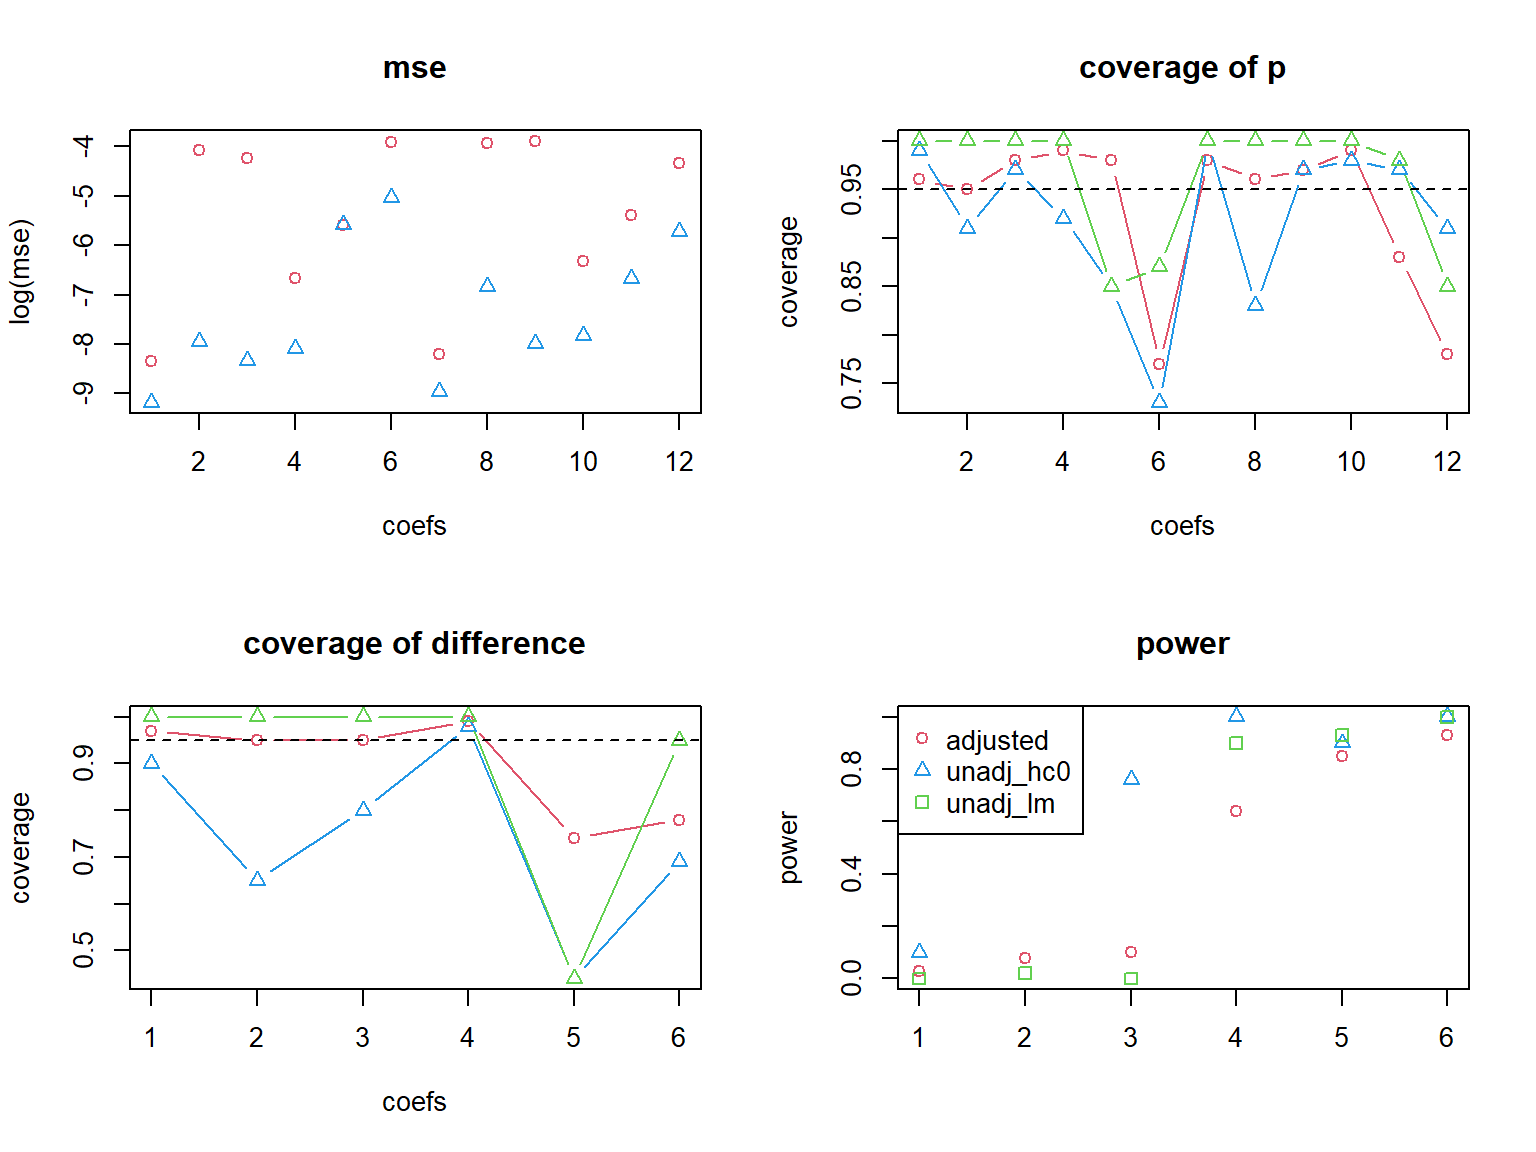 mse
log(mse)
-4
-5
-6
-7
-8
-9
2 4 6 8 10 12
coefs
coverage of p
coverage
0.95
0.85
0.75
2 4 6 8 10 12
coefs
coverage of difference
coverage
0.9
0.7
0.5
1 2 3 4 5 6
coefs
power
power
0.8
0.4
0.0
adjusted
unadj_hc0
unadj_lm
1 2 3 4 5 6